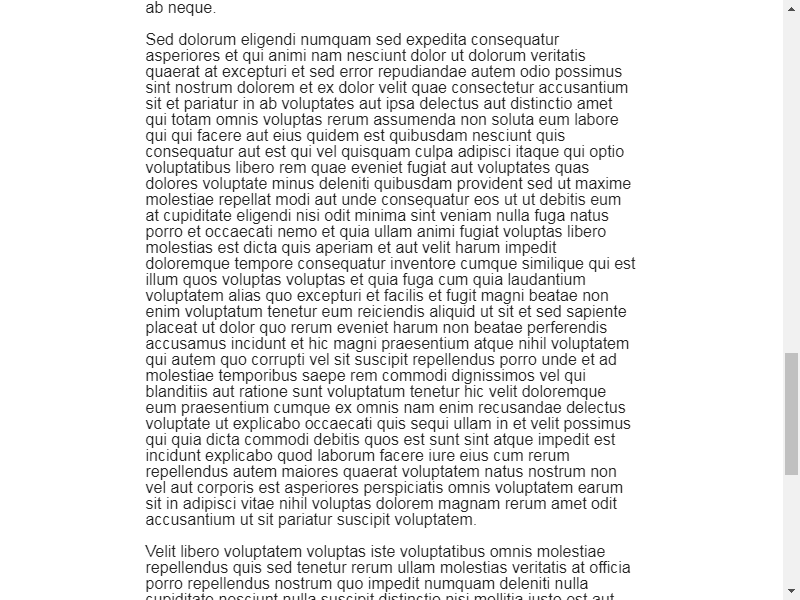 ab neque.
Sed dolorum eligendi numquam sed expedita consequatur
asperiores et qui animi nam nesciunt dolor ut dolorum veritatis
quaerat at excepturi et sed error repudiandae autem odio possimus
sint nostrum dolorem et ex dolor velit quae consectetur accusantium
sit et pariatur in ab voluptates aut ipsa delectus aut distinctio amet
qui totam omnis voluptas rerum assumenda non soluta eum labore
qui qui facere aut eius quidem est quibusdam nesciunt quis
consequatur aut est qui vel quisquam culpa adipisci itaque qui optio
voluptatibus libero rem quae eveniet fugiat aut voluptates quas
dolores voluptate minus deleniti quibusdam provident sed ut maxime
molestiae repellat modi aut unde consequatur eos ut ut debitis eum
at cupiditate eligendi nisi odit minima sint veniam nulla fuga natus
porro et occaecati nemo et quia ullam animi fugiat voluptas libero
molestias est dicta quis aperiam et aut velit harum impedit
doloremque tempore consequatur inventore cumque similique qui est
illum quos voluptas voluptas et quia fuga cum quia laudantium
voluptatem alias quo excepturi et facilis et fugit magni beatae non
enim voluptatum tenetur eum reiciendis aliquid ut sit et sed sapiente
placeat ut dolor quo rerum eveniet harum non beatae perferendis
accusamus incidunt et hic magni praesentium atque nihil voluptatem
qui autem quo corrupti vel sit suscipit repellendus porro unde et ad
molestiae temporibus saepe rem commodi dignissimos vel qui
blanditiis aut ratione sunt voluptatum tenetur hic velit doloremque
eum praesentium cumque ex omnis nam enim recusandae delectus
voluptate ut explicabo occaecati quis sequi ullam in et velit possimus
qui quia dicta commodi debitis quos est sunt sint atque impedit est
incidunt explicabo quod laborum facere iure eius cum rerum
repellendus autem maiores quaerat voluptatem natus nostrum non
vel aut corporis est asperiores perspiciatis omnis voluptatem earum
sit in adipisci vitae nihil voluptas dolorem magnam rerum amet odit
accusantium ut sit pariatur suscipit voluptatem.
Velit libero voluptatem voluptas iste voluptatibus omnis molestiae
repellendus quis sed tenetur rerum ullam molestias veritatis at officia
porro repellendus nostrum quo impedit numquam deleniti nulla
cupiditate nesciunt nulla suscipit distinctio nisi mollitia iusto est aut